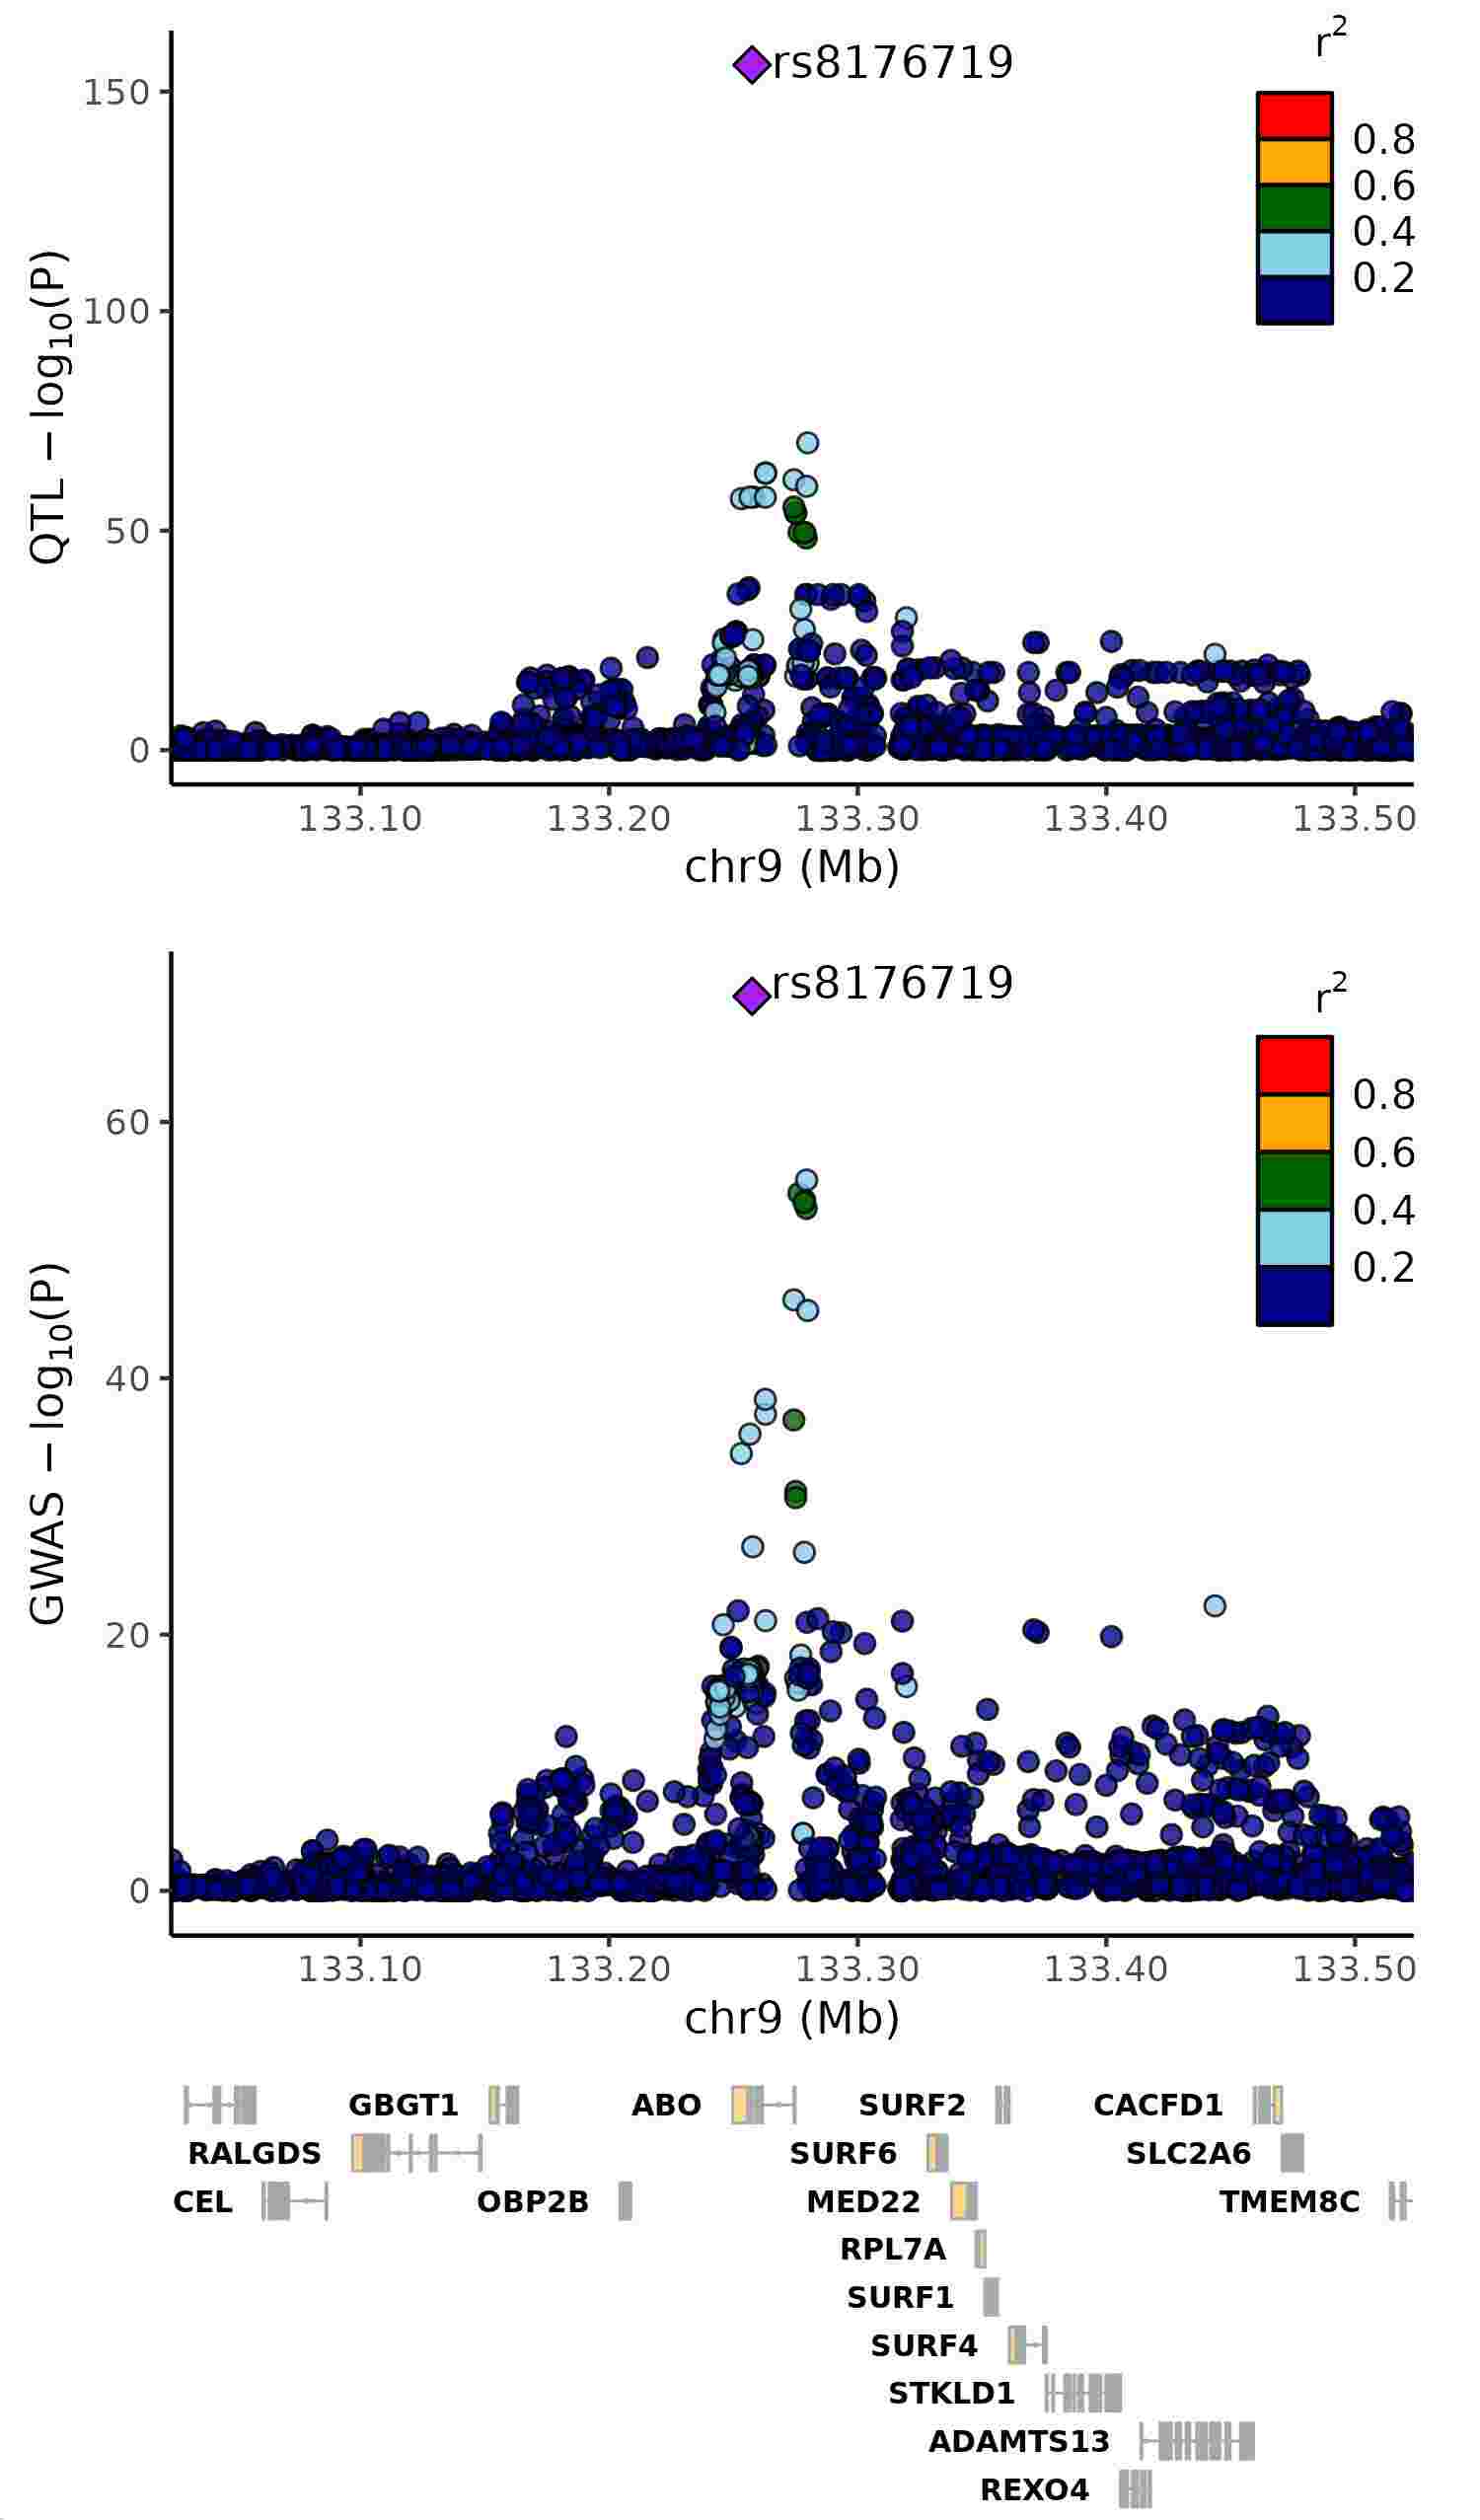 r2
rs8176719
150
100
50
0
0.8
0.6
0.4
0.2
QTL −log10(P)
133.10 133.20 133.30 133.40 133.50
chr9 (Mb)
r2
rs8176719
60
40
20
0
0.8
0.6
0.4
0.2
GWAS −log10(P)
133.10 133.20 133.30 133.40 133.50
chr9 (Mb)
GBGT1 ABO SURF2 CACFD1
RALGDS SURF6 SLC2A6
CEL OBP2B MED22 TMEM8C
RPL7A
SURF1
SURF4
STKLD1
ADAMTS13
REXO4